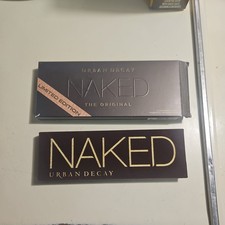 URBAN DECAY
NAKED
THE ORIGINAL
LIMITED EDITION
NAKED
URBAN DECAY